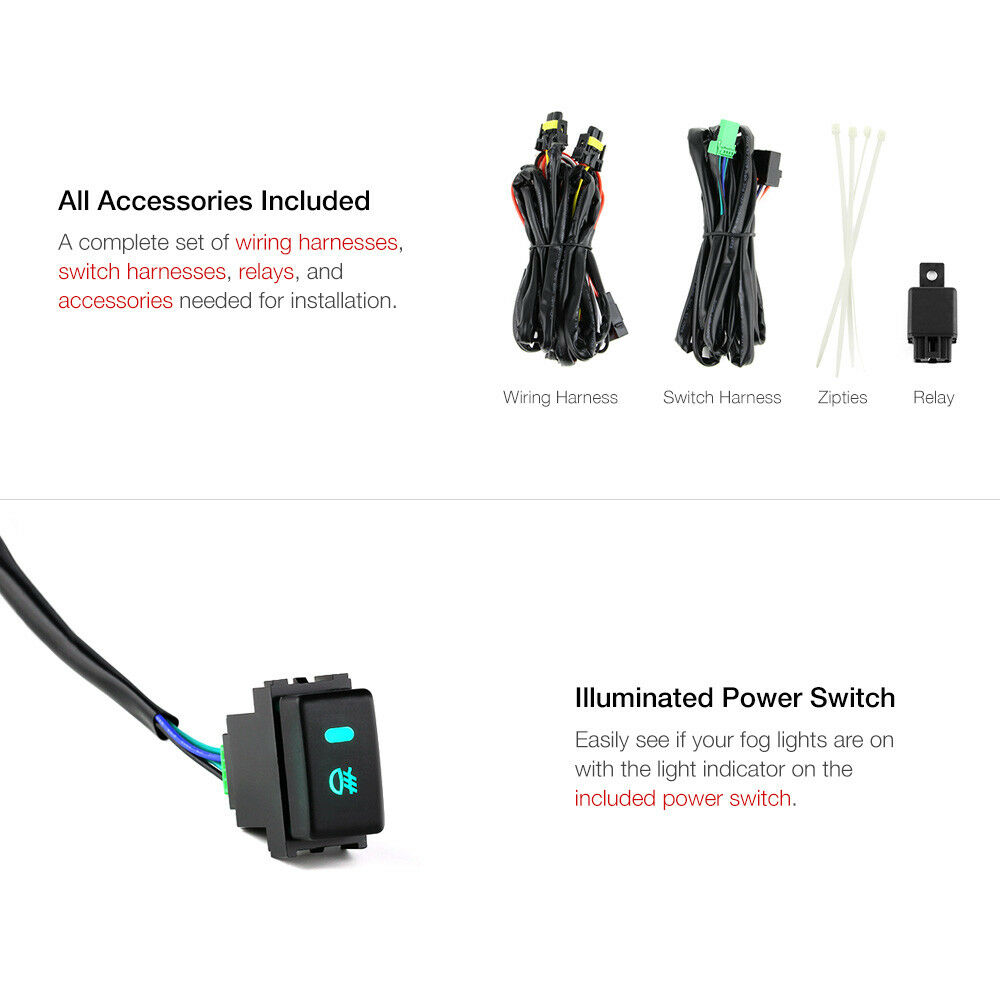 All Accessories Included
A complete set of wiring harnesses,
switch harnesses, relays, and
accessories needed for installation.
Wiring Harness
Switch Harness
Zipties
Relay
Illuminated Power Switch
Easily see if your fog lights are on
with the light indicator on the
included power switch.